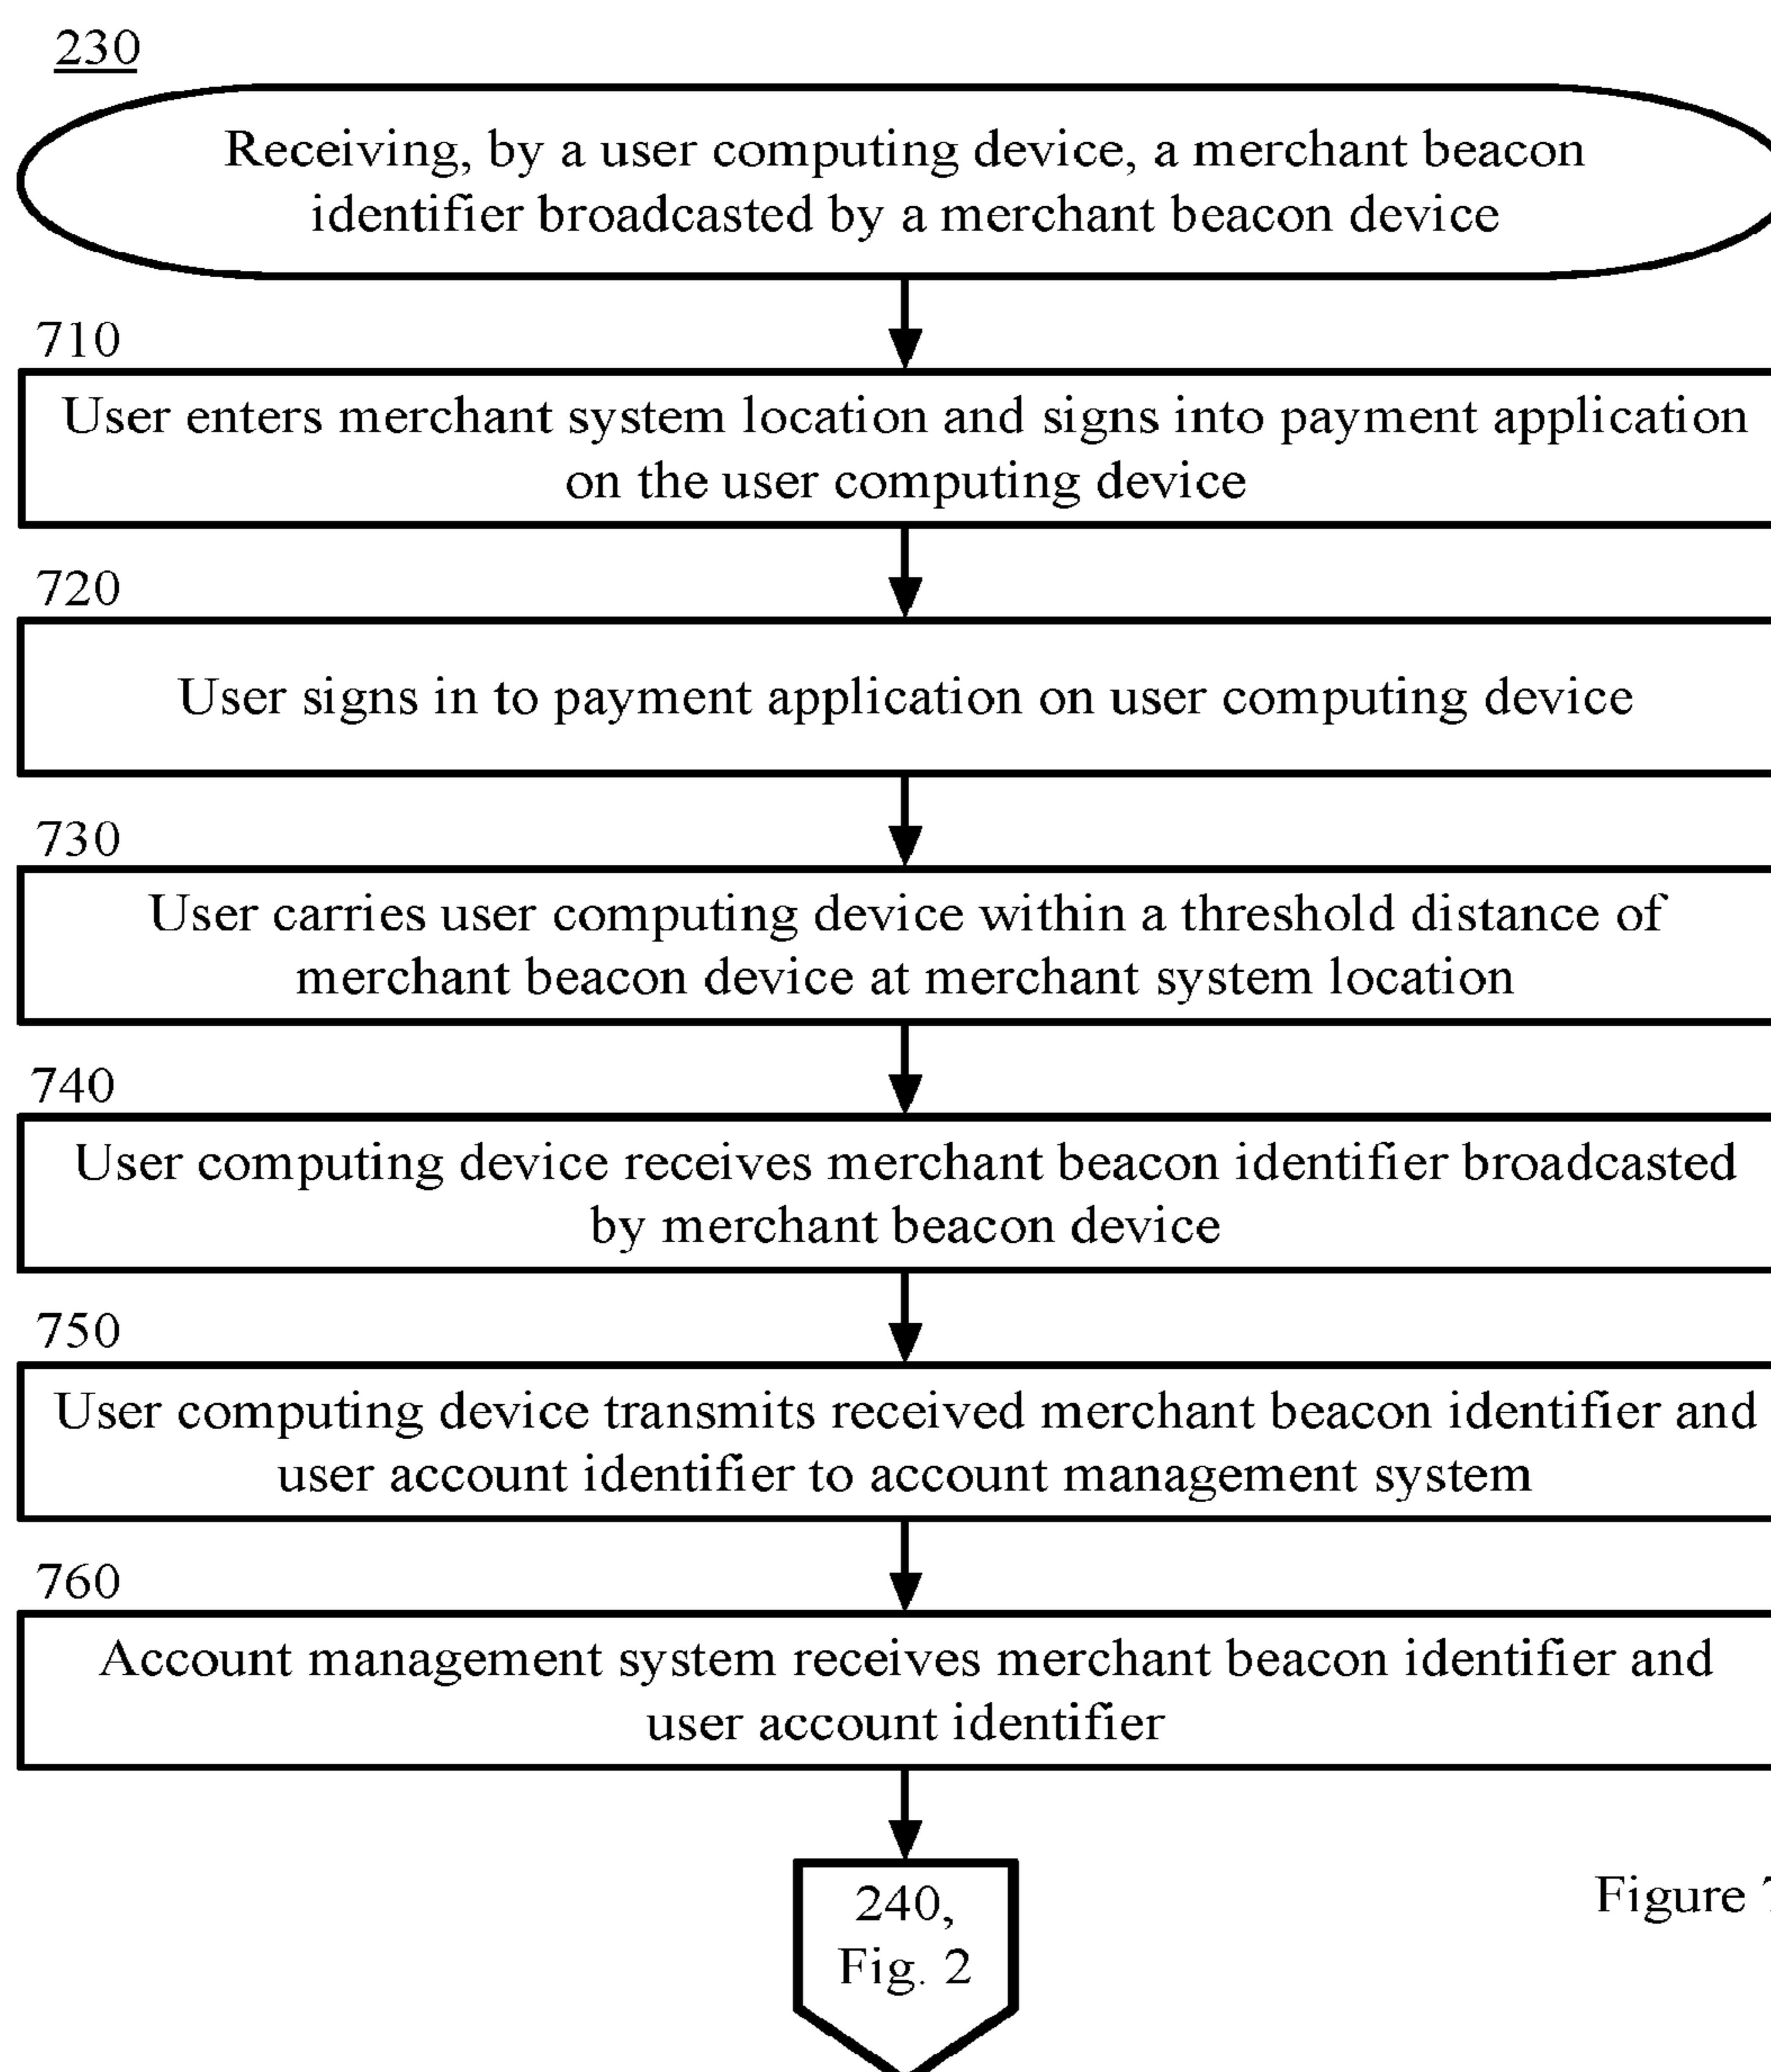 230
Receiving, by a user computing device, a merchant beacon
identifier broadcasted by a merchant beacon device
710
User enters merchant system location and signs into payment application
on the user computing device
720
User signs in to payment application on user computing device
730
User carries user computing device within a threshold distance of
merchant beacon device at merchant system location
740
User computing device receives merchant beacon identifier broadcasted
by merchant beacon device
750
User computing device transmits received merchant beacon identifier and
user account identifier to account management system
760
Account management system receives merchant beacon identifier and
user account identifier
240,
Fig. 2
Figure 7